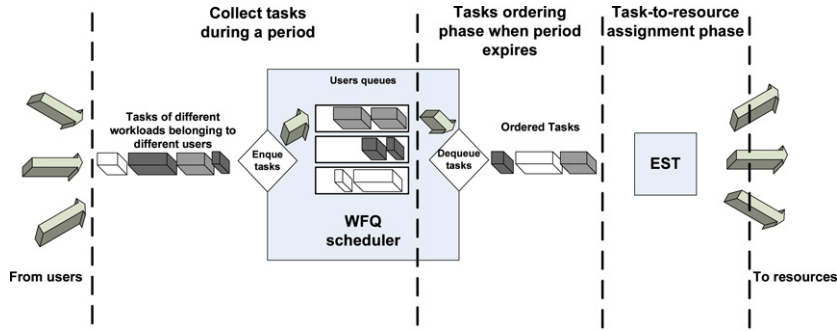 Collect tasks
during a period
Tasks ordering
phase when period
expires
Task-to-resource
assignment phase
Users queues
Tasks of different
workloads belonging to
different users
Enque
tasks
Dequeue
tasks
Ordered Tasks
EST
WFQ
scheduler
From users
To resources